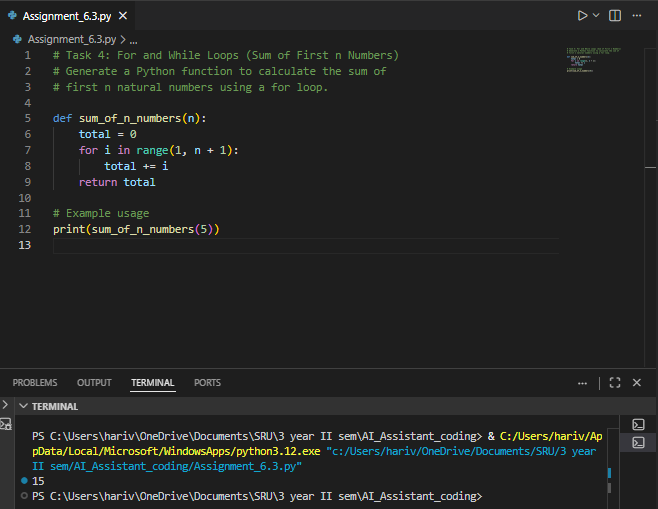 Assignment_6.3.py ×
Assignment_6.3.py > ...
1 # Task 4: For and While Loops (Sum of First n Numbers)
2 # Generate a Python function to calculate the sum of
3 # first n natural numbers using a for loop.
4
5 def sum_of_n_numbers(n):
6     total = 0
7     for i in range(1, n + 1):
8         total += i
9     return total
10
11 # Example usage
12 print(sum_of_n_numbers(5))
13
PROBLEMS OUTPUT TERMINAL PORTS
TERMINAL
PS C:\Users\hariv\OneDrive\Documents\SRU\3 year II sem\AI_Assistant_coding> & C:/Users/hariv/Ap
pData/Local/Microsoft/WindowsApps/python3.12.exe "c:/Users/hariv/OneDrive/Documents/SRU/3 year
II sem/AI_Assistant_coding/Assignment_6.3.py"
15
PS C:\Users\hariv\OneDrive\Documents\SRU\3 year II sem\AI_Assistant_coding>